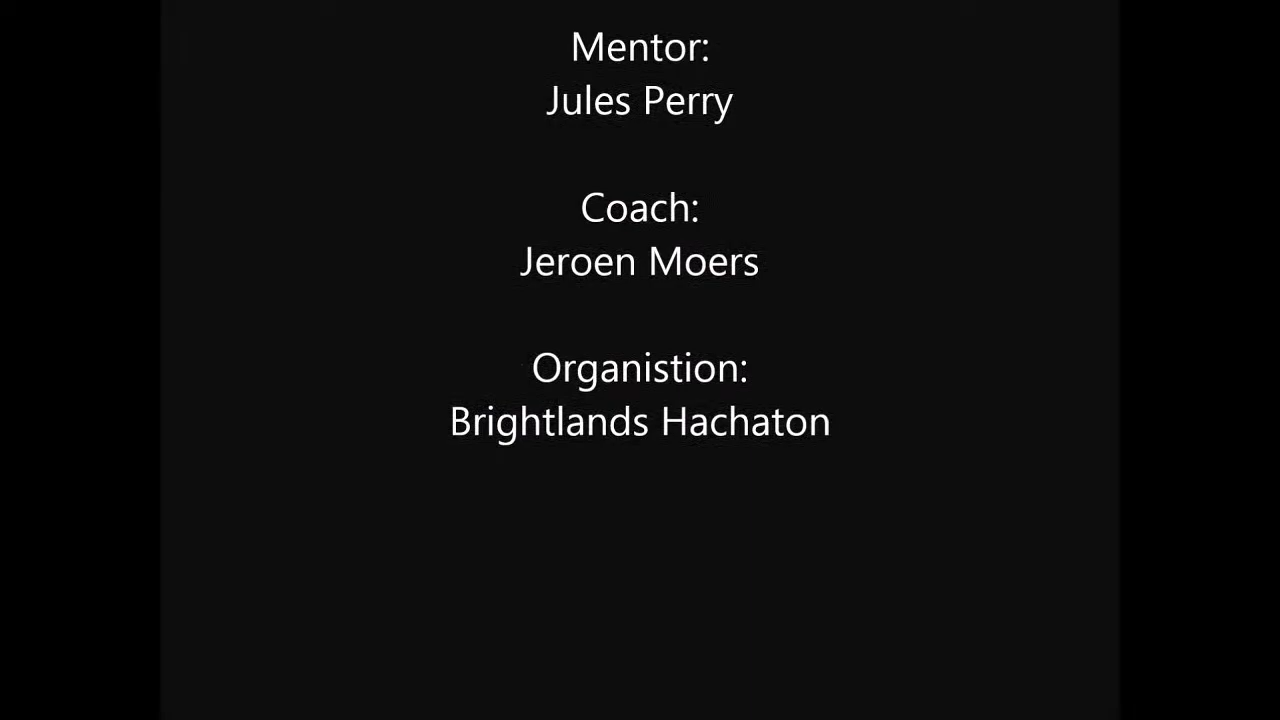 Mentor:
Jules Perry
Coach:
Jeroen Moers
Organistion:
Brightlands Hachaton